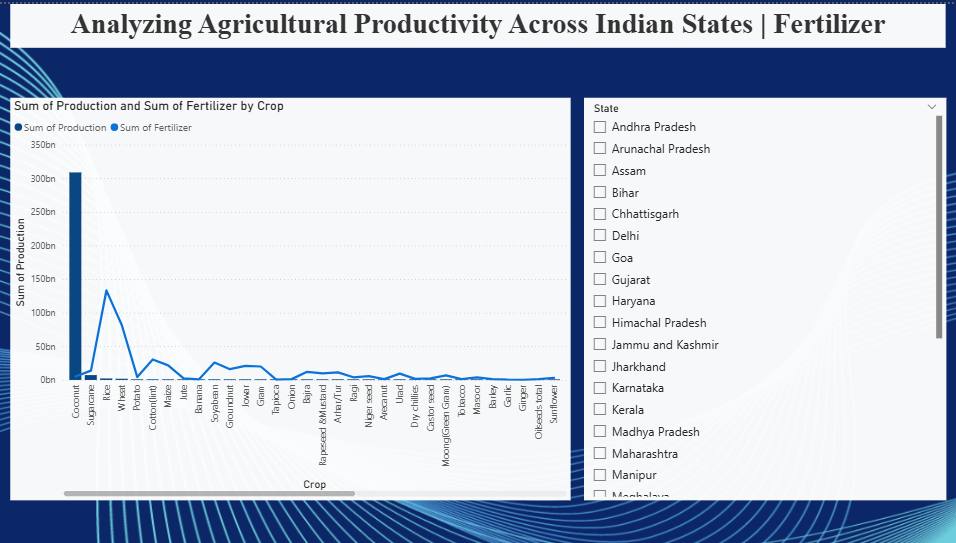 Analyzing Agricultural Productivity Across Indian States | Fertilizer
Sum of Production and Sum of Fertilizer by Crop
Sum of Production Sum of Fertilizer
Sum of Production
350bn
300bn
250bn
200bn
150bn
100bn
50bn
0bn
Coconut
Sugarcane
Rice
Wheat
Potato
Cotton(lint)
Maize
Jute
Banana
Soyabean
Groundnut
Jowar
Gram
Tapioca
Onion
Bajra
Rapeseed &Mustard
Arhar/Tur
Ragi
Niger seed
Arecanut
Urad
Dry chillies
Castor seed
Moong(Green Gram)
Tobacco
Masoor
Barley
Garlic
Ginger
Oilseeds total
Sunflower
Crop
State
Andhra Pradesh
Arunachal Pradesh
Assam
Bihar
Chhattisgarh
Delhi
Goa
Gujarat
Haryana
Himachal Pradesh
Jammu and Kashmir
Jharkhand
Karnataka
Kerala
Madhya Pradesh
Maharashtra
Manipur
Meghalaya